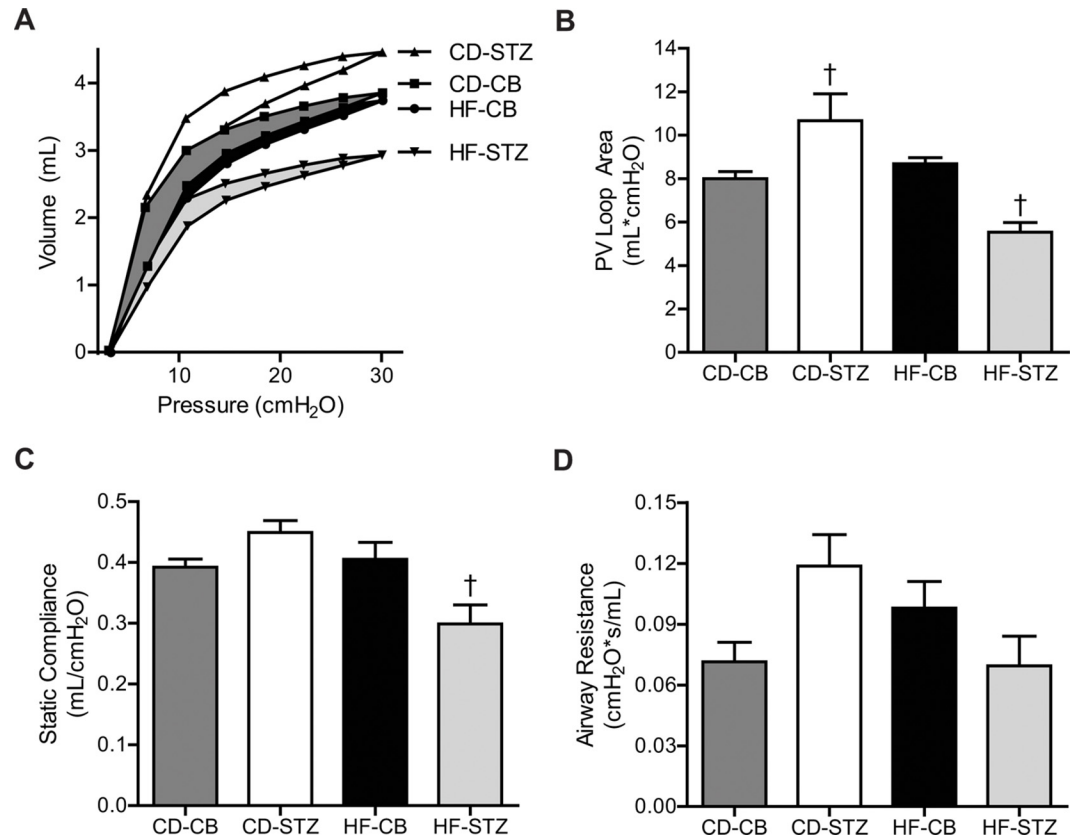 A
Volume (mL)
4
3
2
1
0
10 20 30
Pressure (cmH₂O)
CD-STZ
CD-CB
HF-CB
HF-STZ
B
PV Loop Area
(mL*cmH₂O)
14
12
10
8
6
4
2
0
† †
CD-CB CD-STZ HF-CB HF-STZ
C
Static Compliance
(mL/cmH₂O)
0.5
0.4
0.3
0.4
0.1
0.0
†
CD-CB CD-STZ HF-CB HF-STZ
D
Airway Resistance
(cmH₂O*s/mL)
0.15
0.12
0.09
0.06
0.03
0.00
CD-CB CD-STZ HF-CB HF-STZ